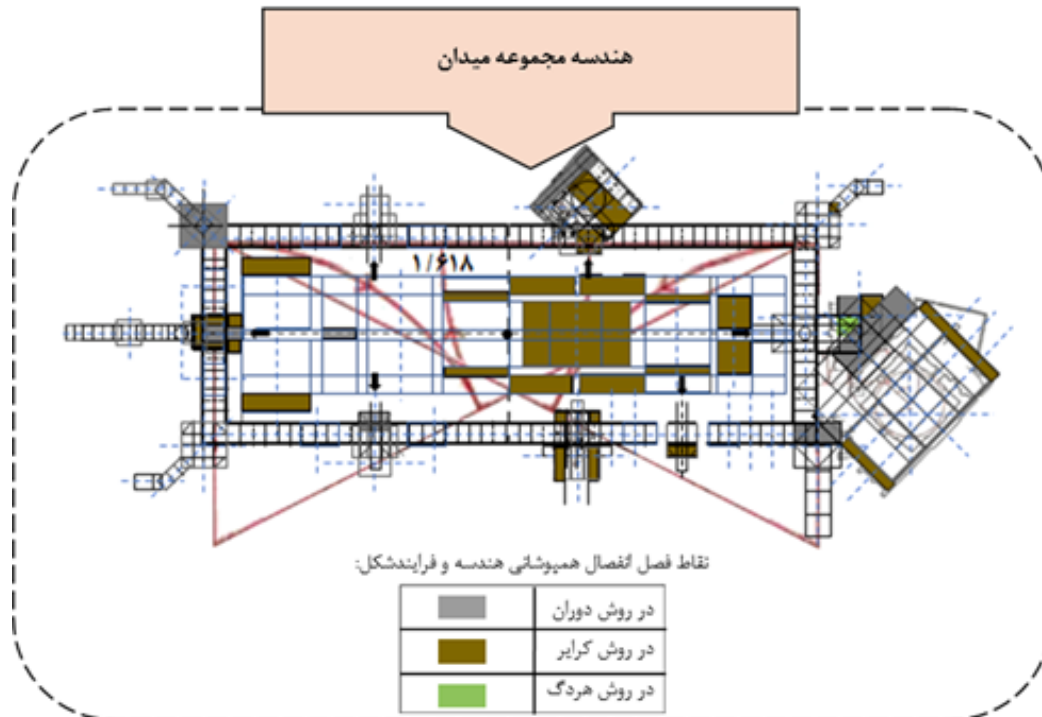 هندسه مجموعه میدان
۱/۶۱۸
نقاط فصل انفصال همپوشانی هندسه و فرایندشکل:
در روش دوران
در روش کرایر
در روش هردگ